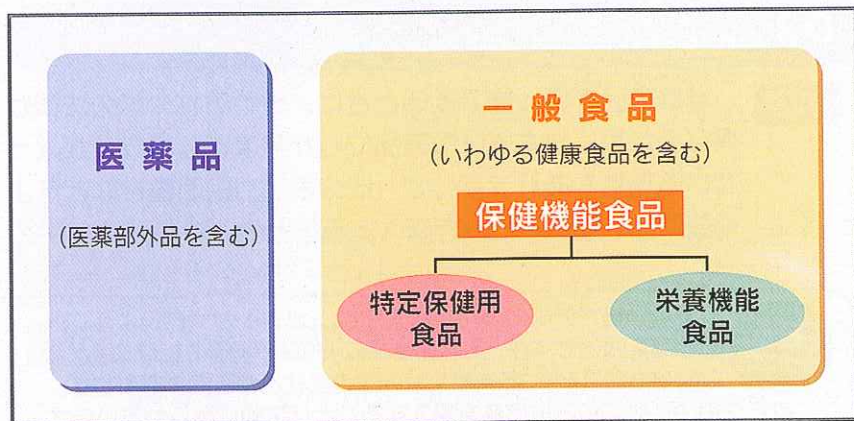 医薬品
(医薬部外品を含む)
一般食品
(いわゆる健康食品を含む)
保健機能食品
特定保健用
食品
栄養機能
食品